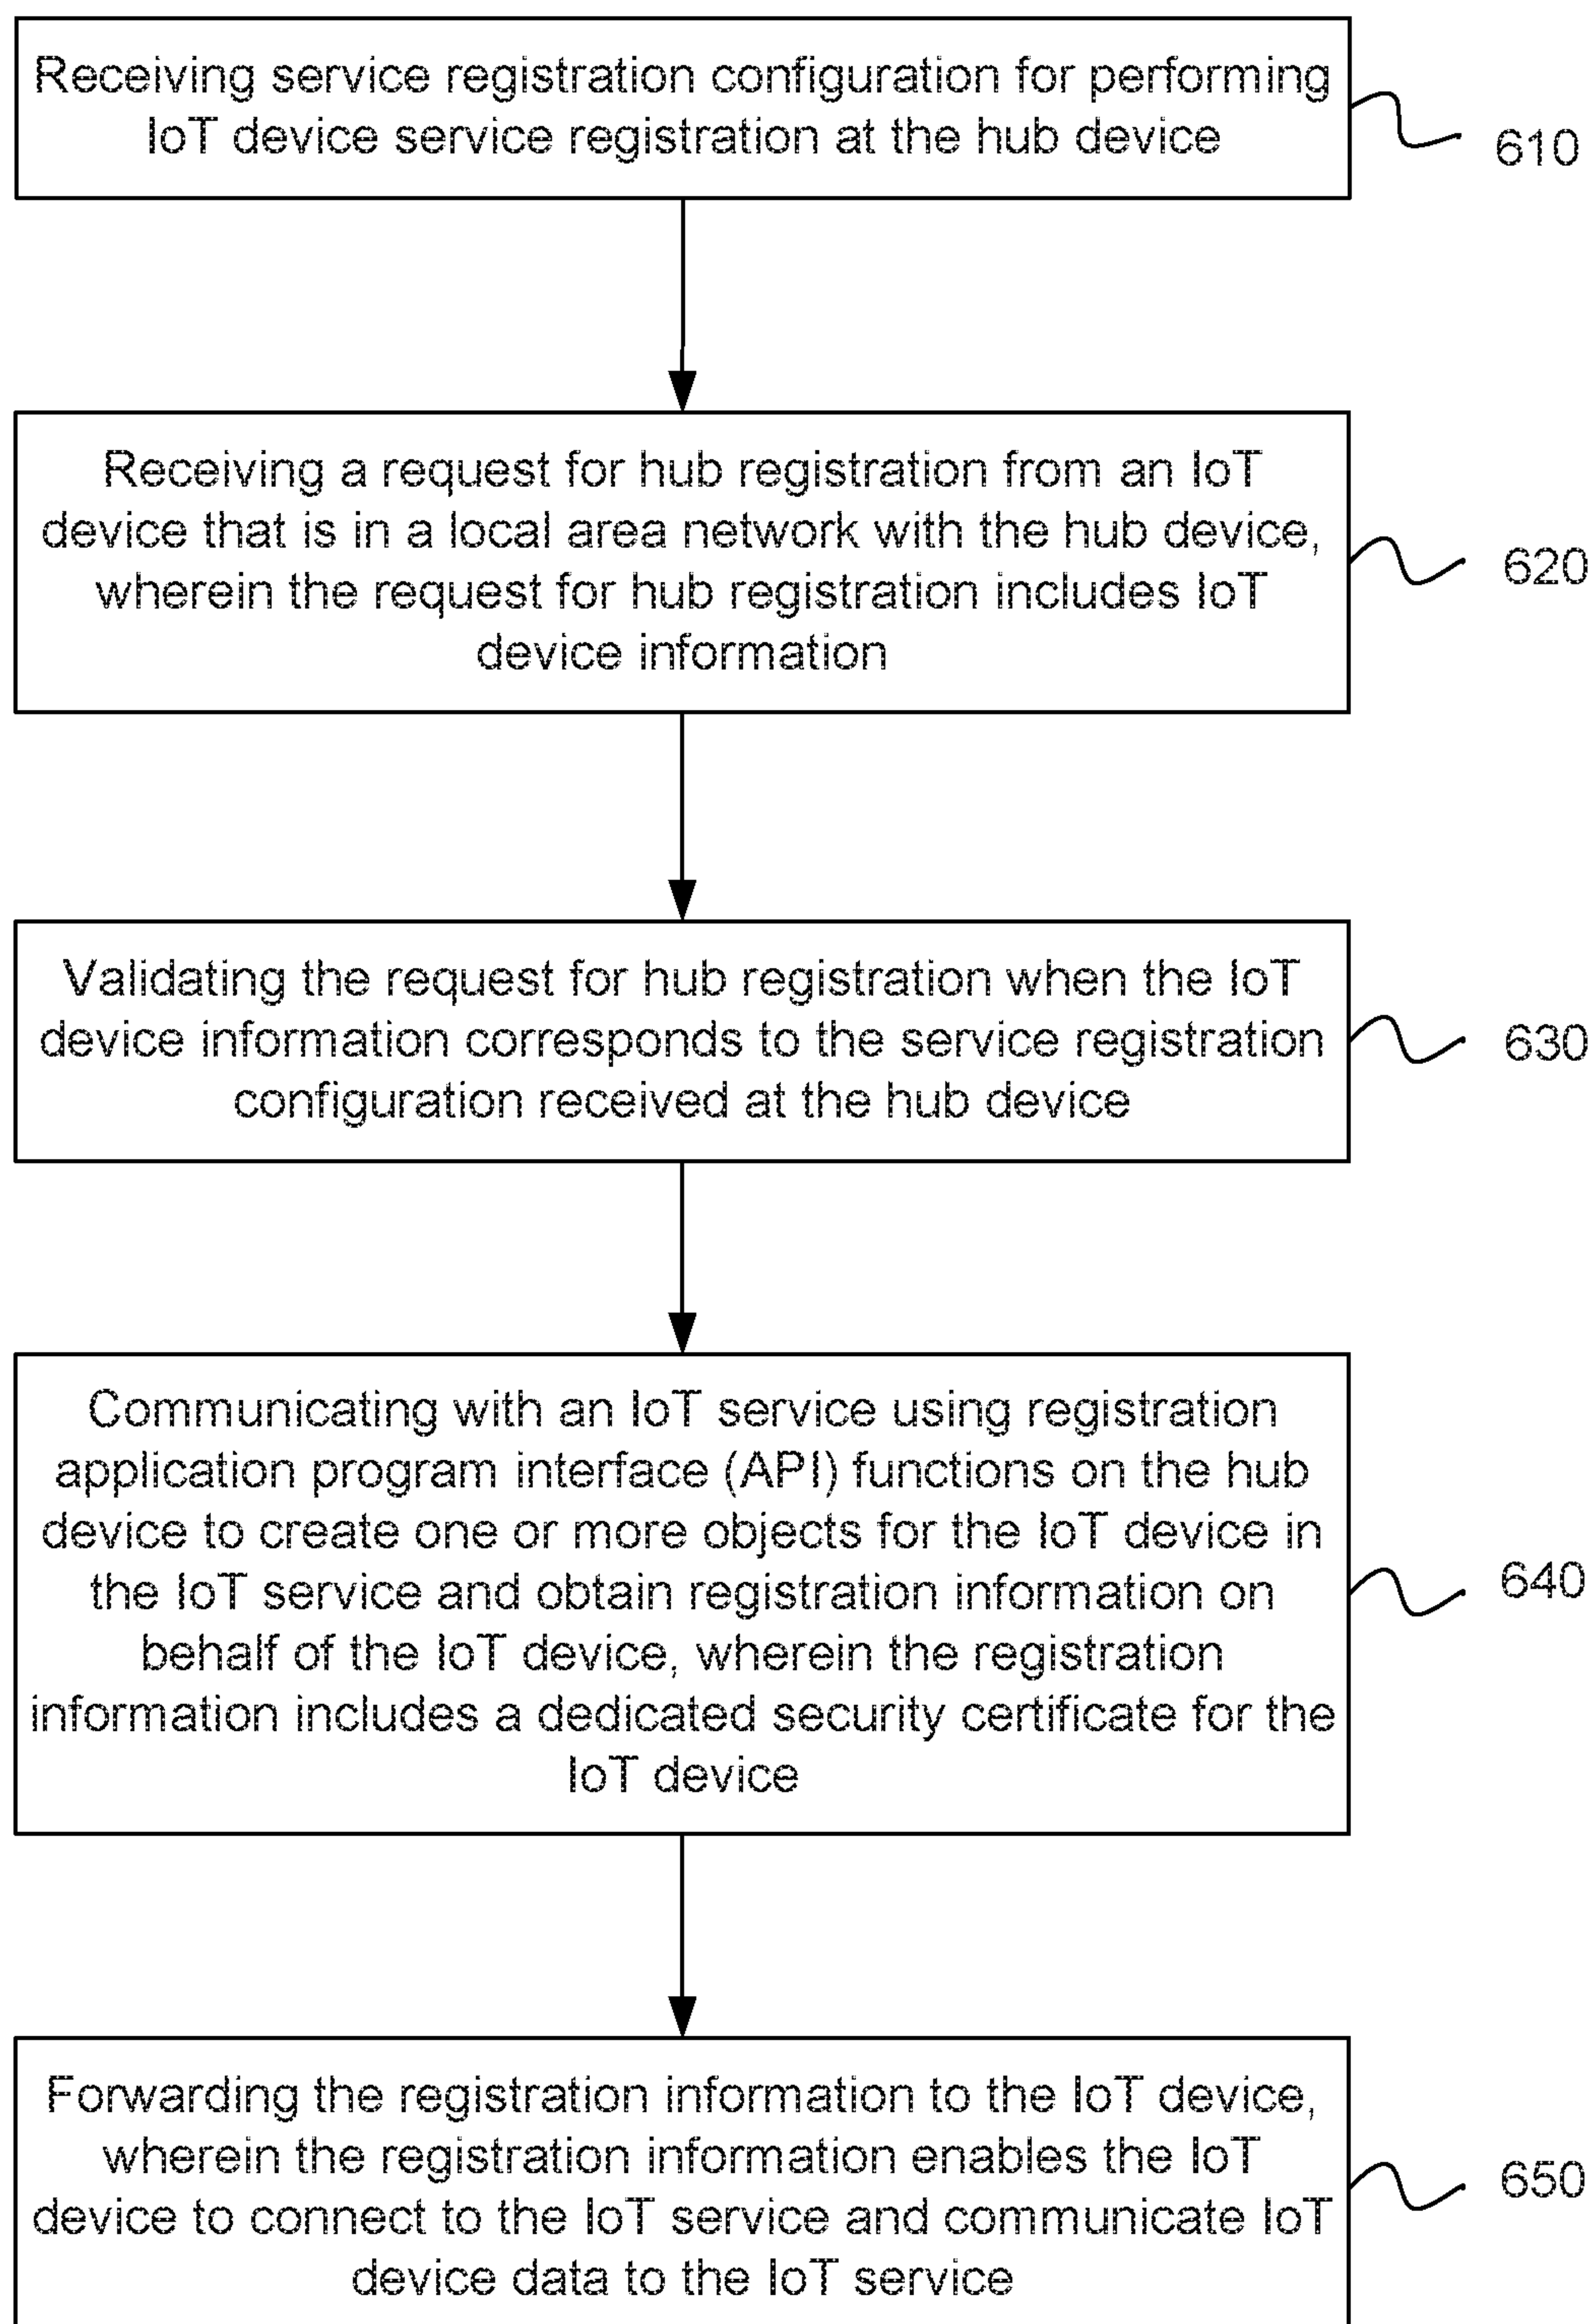 Receiving service registration configuration for performing
IoT device service registration at the hub device
610
Receiving a request for hub registration from an IoT
device that is in a local area network with the hub device,
wherein the request for hub registration includes IoT
device information
620
Validating the request for hub registration when the IoT
device information corresponds to the service registration
configuration received at the hub device
630
Communicating with an IoT service using registration
application program interface (API) functions on the hub
device to create one or more objects for the IoT device in
the IoT service and obtain registration information on
behalf of the IoT device, wherein the registration
information includes a dedicated security certificate for the
IoT device
640
Forwarding the registration information to the IoT device,
wherein the registration information enables the IoT
device to connect to the IoT service and communicate IoT
device data to the IoT service
650